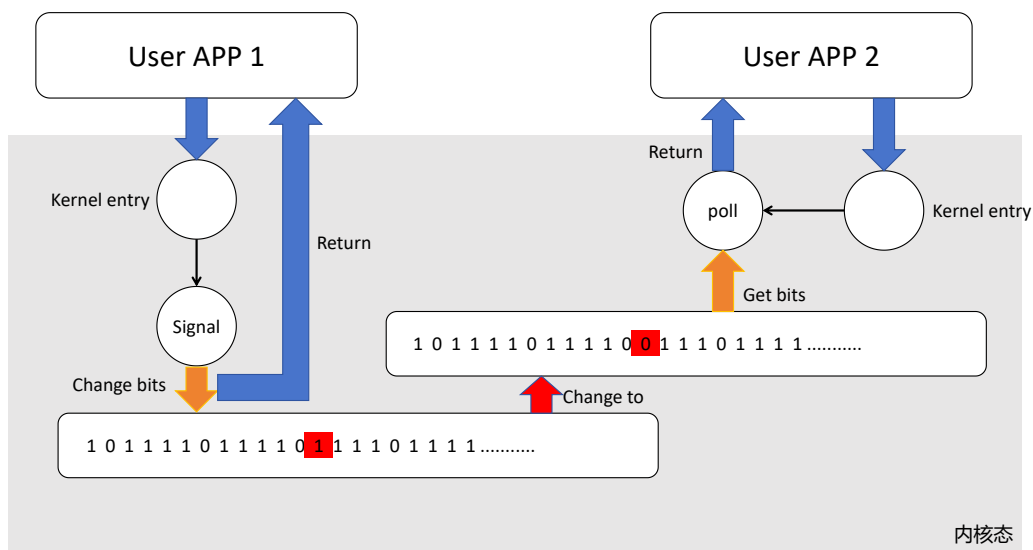 User APP 1
User APP 2
Return
poll
Kernel entry
Kernel entry
Return
Signal
Get bits
1 0 1 1 1 1 0 1 1 1 1 0 0 1 1 1 0 1 1 1 1 ...........
Change bits
Change to
1 0 1 1 1 1 0 1 1 1 1 0 1 1 1 1 0 1 1 1 1 ...........
内核态